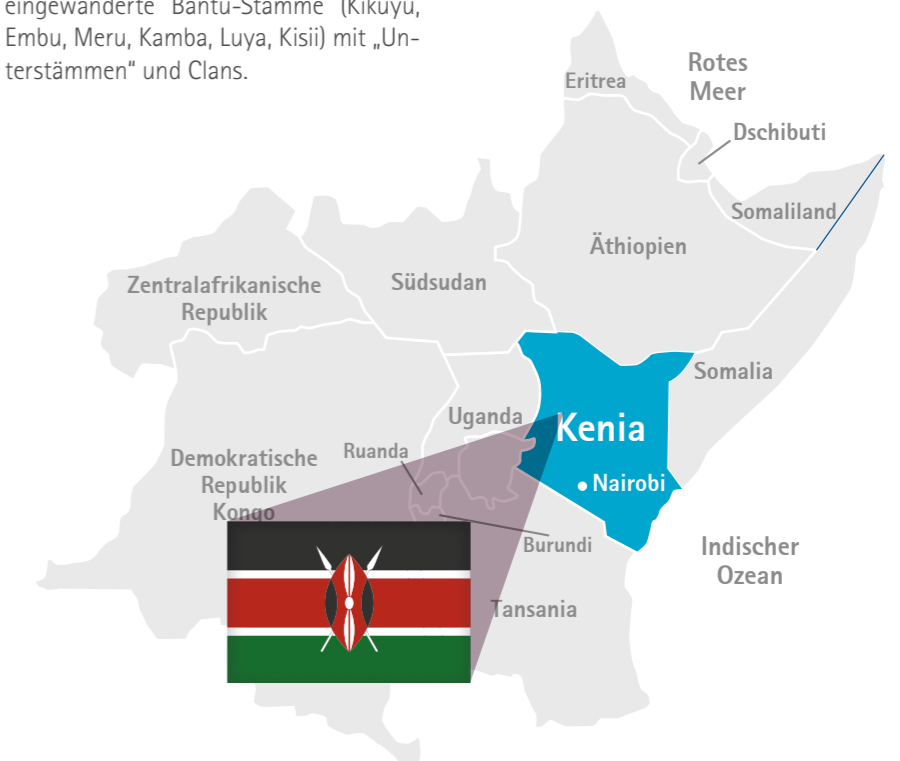 eingewanderte Bantu-Stämme (Kikuyu,
Embu, Meru, Kamba, Luya, Kisii) mit „Un-
terstämmen“ und Clans.
Eritrea
Rotes
Meer
Dschibuti
Somaliland
Äthiopien
Zentralafrikanische
Republik
Südsudan
Somalia
Uganda
Kenia
Ruanda
Demokratische
Republik
Kongo
Nairobi
Burundi
Indischer
Ozean
Tansania